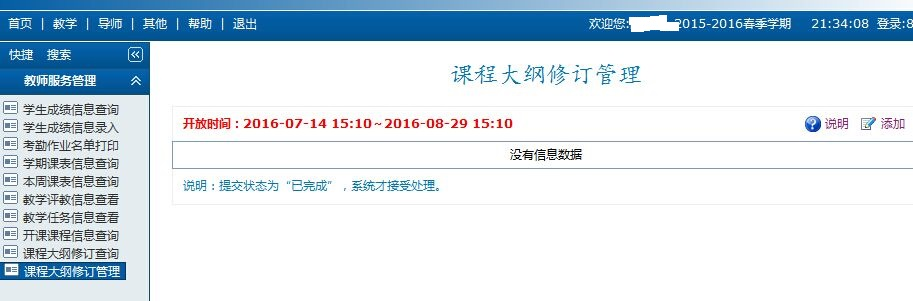 首页 | 教学 | 导师 | 其他 | 帮助 | 退出
欢迎您: 2015-2016春季学期 21:34:08 登录:8
快捷 搜索
教师服务管理
学生成绩信息查询
学生成绩信息录入
考勤作业名单打印
学期课表信息查询
本周课表信息查询
教学评教信息查看
教学任务信息查看
开课课程信息查询
课程大纲修订查询
课程大纲修订管理
课程大纲修订管理
开放时间：2016-07-14 15:10～2016-08-29 15:10
说明 添加
没有信息数据
说明：提交状态为“已完成”，系统才接受处理。